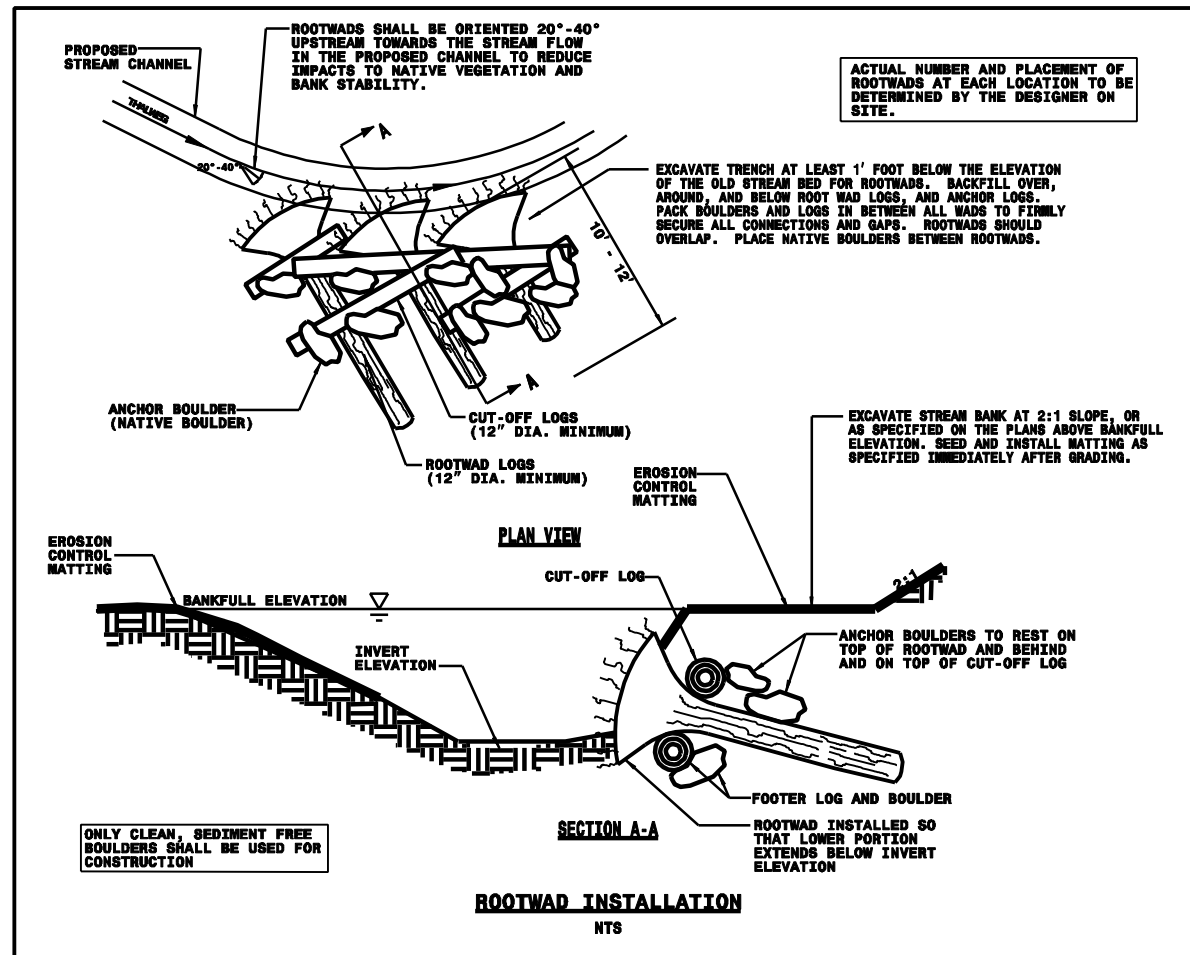 ROOTWADS SHALL BE ORIENTED 20°-40°
UPSTREAM TOWARDS THE STREAM FLOW
IN THE PROPOSED CHANNEL TO REDUCE
IMPACTS TO NATIVE VEGETATION AND
BANK STABILITY.
PROPOSED
STREAM CHANNEL
ACTUAL NUMBER AND PLACEMENT OF
ROOTWADS AT EACH LOCATION TO BE
DETERMINED BY THE DESIGNER ON
SITE.
THALWEG
20°-40°
A
EXCAVATE TRENCH AT LEAST 1' FOOT BELOW THE ELEVATION
OF THE OLD STREAM BED FOR ROOTWADS. BACKFILL OVER,
AROUND, AND BELOW ROOT WAD LOGS, AND ANCHOR LOGS.
PACK BOULDERS AND LOGS IN BETWEEN ALL WADS TO FIRMLY
SECURE ALL CONNECTIONS AND GAPS. ROOTWADS SHOULD
OVERLAP. PLACE NATIVE BOULDERS BETWEEN ROOTWADS.
10' - 12'
A
ANCHOR BOULDER
(NATIVE BOULDER)
CUT-OFF LOGS
(12" DIA. MINIMUM)
ROOTWAD LOGS
(12" DIA. MINIMUM)
EXCAVATE STREAM BANK AT 2:1 SLOPE, OR
AS SPECIFIED ON THE PLANS ABOVE BANKFULL
ELEVATION. SEED AND INSTALL MATTING AS
SPECIFIED IMMEDIATELY AFTER GRADING.
EROSION
CONTROL
MATTING
PLAN VIEW
EROSION
CONTROL
MATTING
CUT-OFF LOG
2:1
BANKFULL ELEVATION
INVERT
ELEVATION
ANCHOR BOULDERS TO REST ON
TOP OF ROOTWAD AND BEHIND
AND ON TOP OF CUT-OFF LOG
FOOTER LOG AND BOULDER
SECTION A-A
ROOTWAD INSTALLED SO
THAT LOWER PORTION
EXTENDS BELOW INVERT
ELEVATION
ONLY CLEAN, SEDIMENT FREE
BOULDERS SHALL BE USED FOR
CONSTRUCTION
ROOTWAD INSTALLATION
NTS